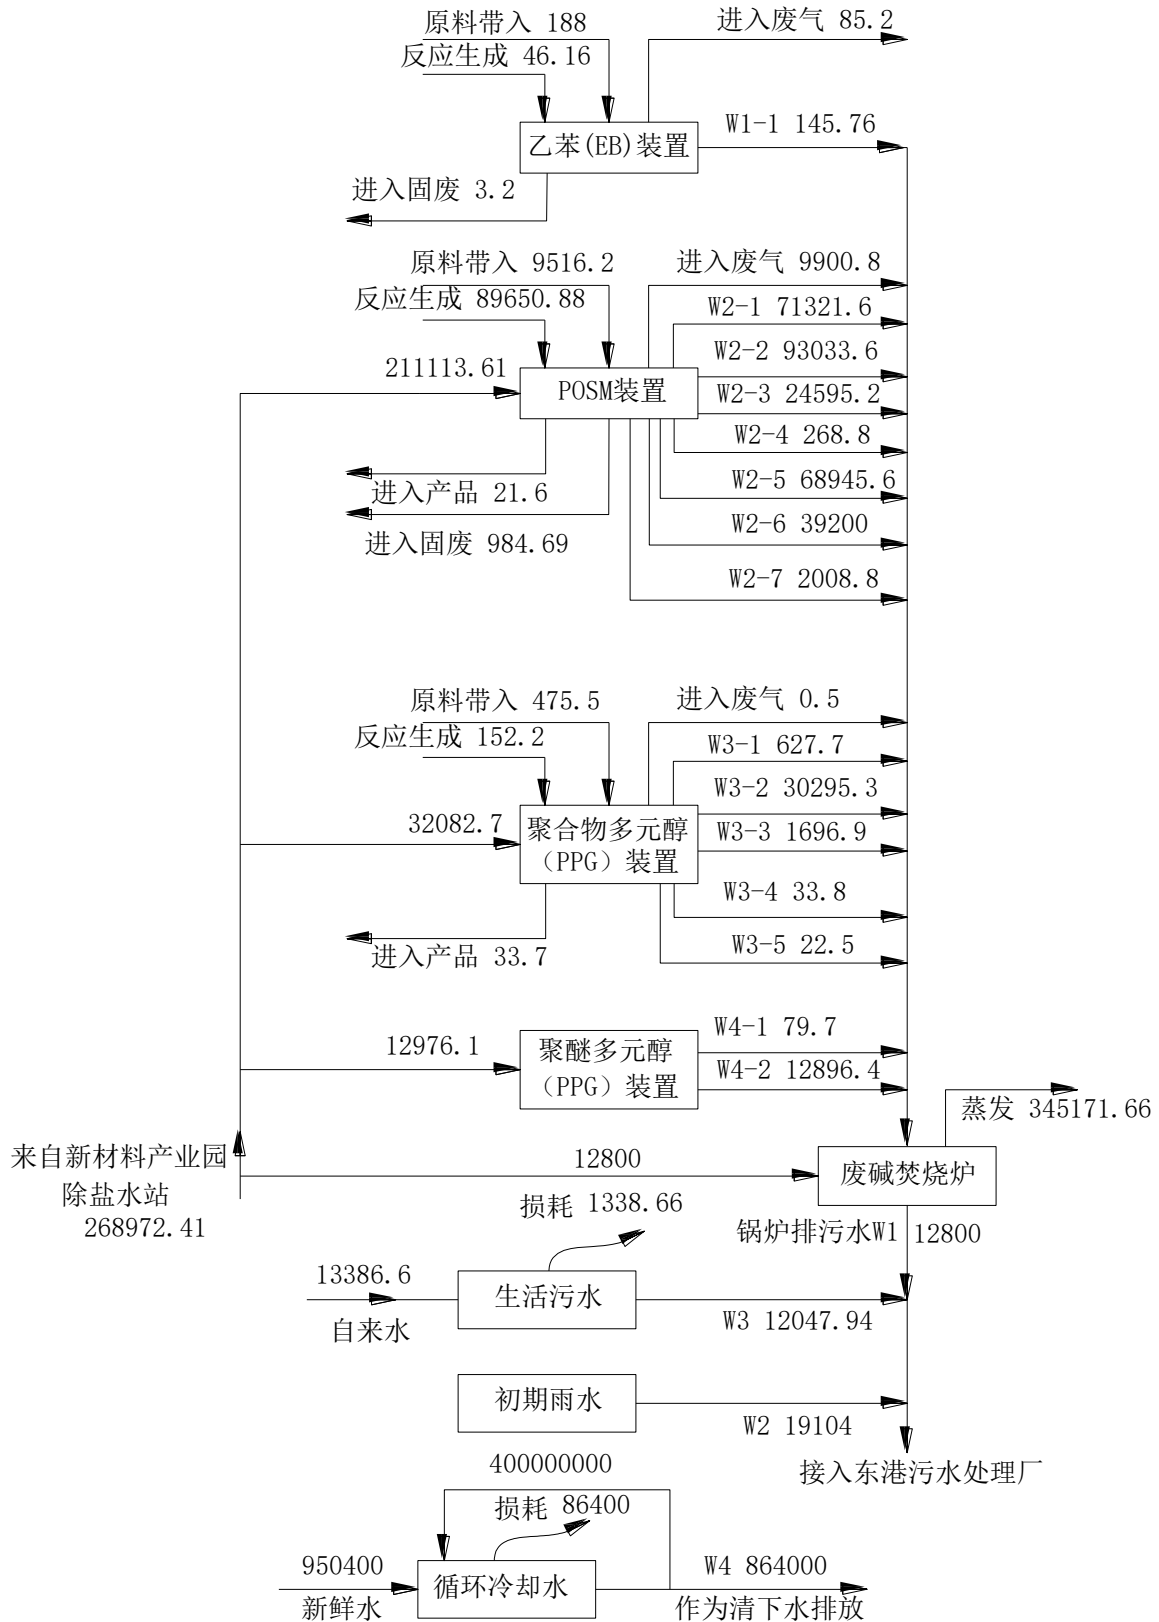 原料带入 188
反应生成 46.16
进入废气 85.2
乙苯(EB)装置
W1-1 145.76
进入固废 3.2
原料带入 9516.2
反应生成 89650.88
211113.61
POSM装置
进入废气 9900.8
W2-1 71321.6
W2-2 93033.6
W2-3 24595.2
W2-4 268.8
W2-5 68945.6
W2-6 39200
W2-7 2008.8
进入产品 21.6
进入固废 984.69
原料带入 475.5
反应生成 152.2
32082.7
聚合物多元醇
（PPG）装置
进入废气 0.5
W3-1 627.7
W3-2 30295.3
W3-3 1696.9
W3-4 33.8
W3-5 22.5
进入产品 33.7
12976.1
聚醚多元醇
（PPG）装置
W4-1 79.7
W4-2 12896.4
蒸发 345171.66
来自新材料产业园
除盐水站
268972.41
12800
废碱焚烧炉
锅炉排污水W1 12800
损耗 1338.66
13386.6
自来水
生活污水
W3 12047.94
初期雨水
W2 19104
接入东港污水处理厂
400000000
损耗 86400
950400
新鲜水
循环冷却水
W4 864000
作为清下水排放